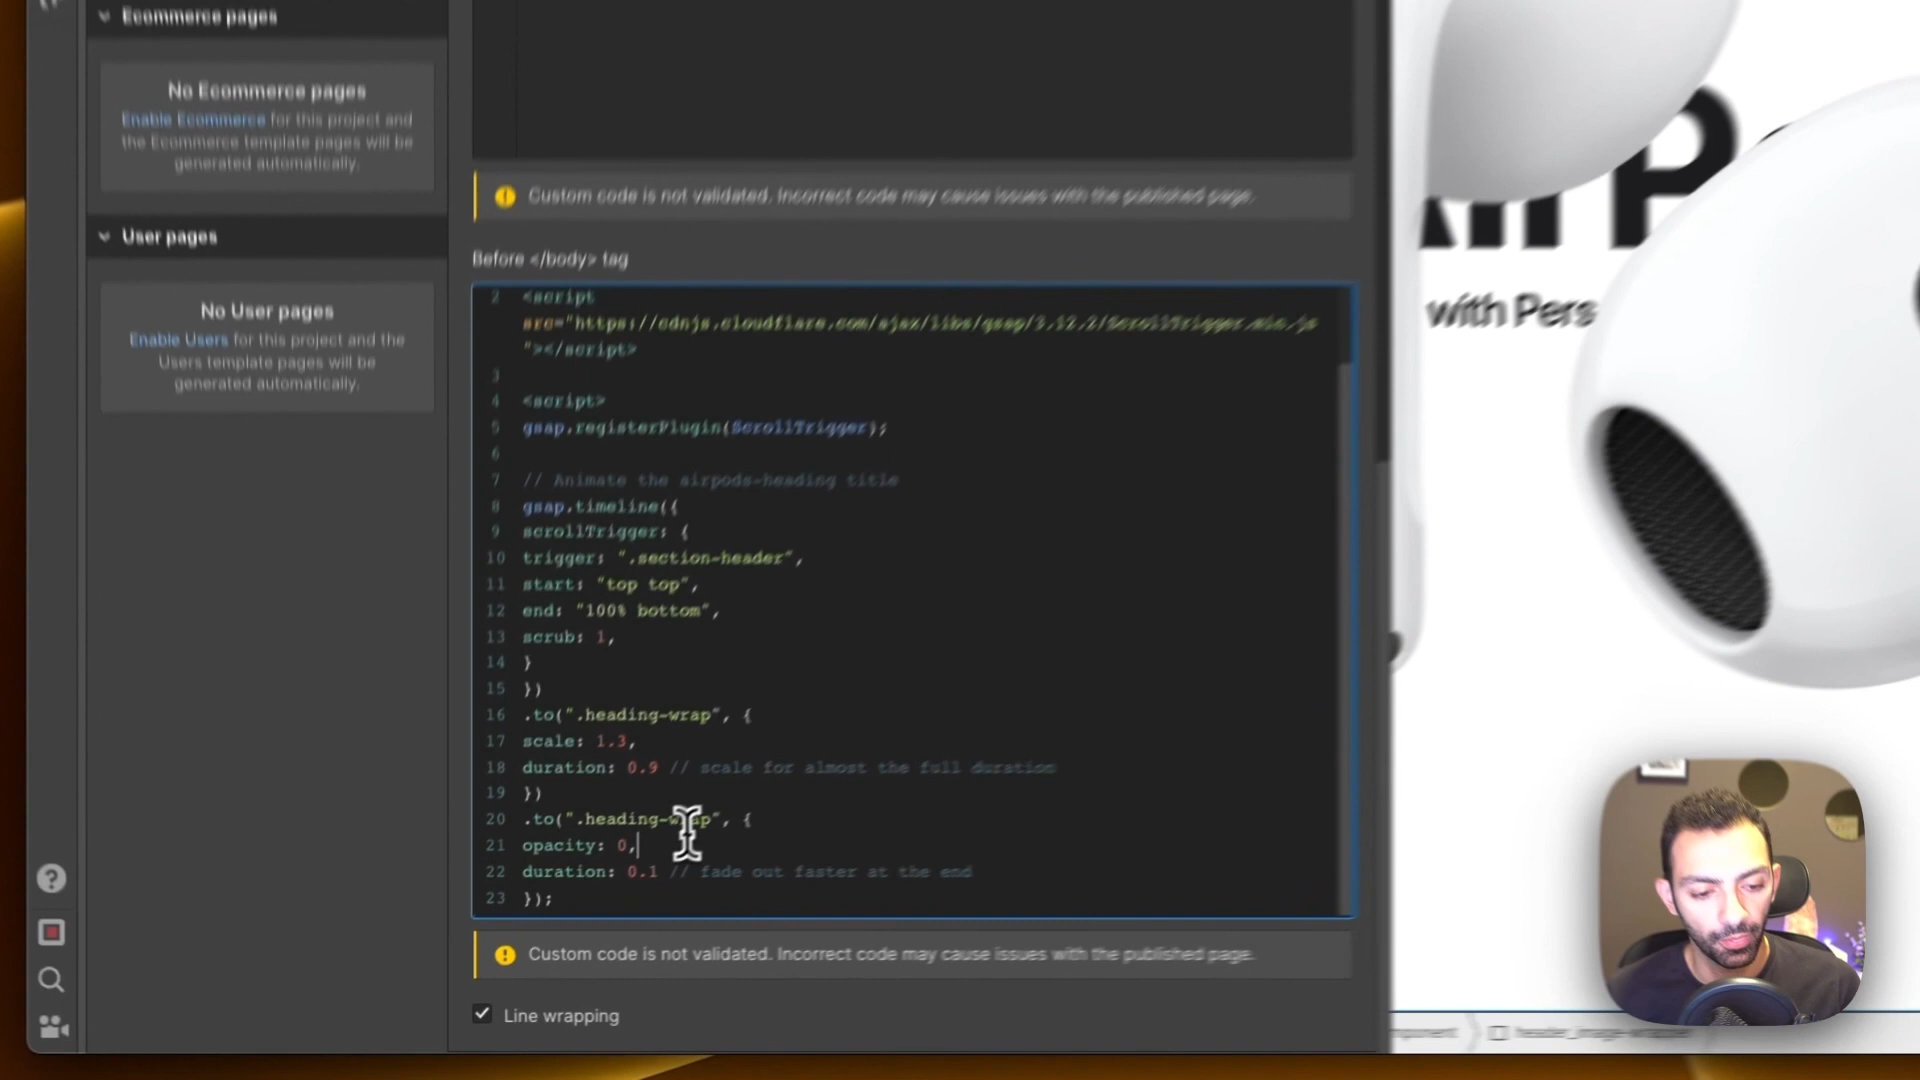 Ecommerce pages
No Ecommerce pages
Enable Ecommerce for this project and
the Ecommerce template pages will be
generated automatically.
User pages
No User pages
Enable Users for this project and the
Users template pages will be
generated automatically.
Custom code is not validated. Incorrect code may cause issues with the published page.
Before </body> tag
2 <script
src="https://cdnjs.cloudflare.com/ajax/libs/gsap/3.12.2/ScrollTrigger.min.js
"></script>
3
4 <script>
5 gsap.registerPlugin(ScrollTrigger);
6
7 // Animate the airpods-heading title
8 gsap.timeline({
9 scrollTrigger: {
10 trigger: ".section-header",
11 start: "top top",
12 end: "100% bottom",
13 scrub: 1,
14 }
15 })
16 .to(".heading-wrap", {
17 scale: 1.3,
18 duration: 0.9 // scale for almost the full duration
19 })
20 .to(".heading-wrap", {
21 opacity: 0,
22 duration: 0.1 // fade out faster at the end
23 });
Custom code is not validated. Incorrect code may cause issues with the published page.
Line wrapping
with Pers